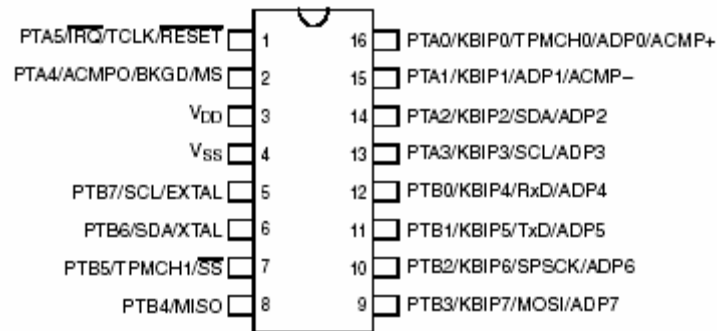 PTA5/IRQ/TCLK/RESET 1 16 PTA0/KBIP0/TPMCH0/ADP0/ACMP+
PTA4/ACMPO/BKGD/MS 2 15 PTA1/KBIP1/ADP1/ACMP–
VDD 3 14 PTA2/KBIP2/SDA/ADP2
VSS 4 13 PTA3/KBIP3/SCL/ADP3
PTB7/SCL/EXTAL 5 12 PTB0/KBIP4/RxD/ADP4
PTB6/SDA/XTAL 6 11 PTB1/KBIP5/TxD/ADP5
PTB5/TPMCH1/SS 7 10 PTB2/KBIP6/SPSCK/ADP6
PTB4/MISO 8 9 PTB3/KBIP7/MOSI/ADP7